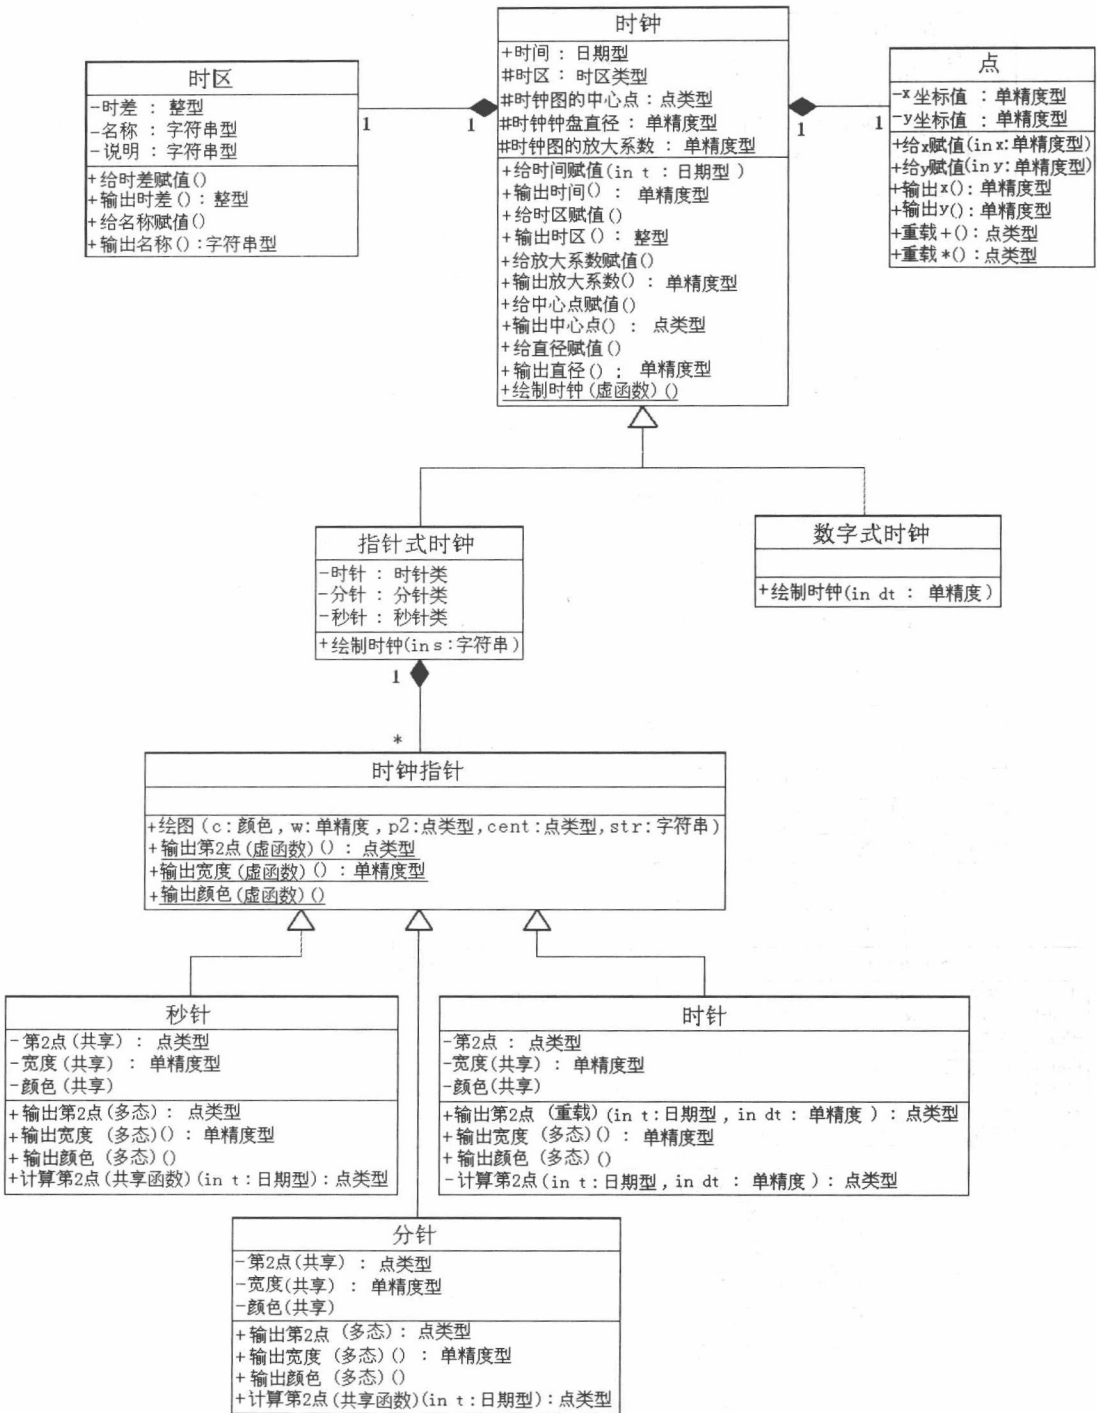 时钟
+时间 : 日期型
#时区 : 时区类型
#时钟图的中心点 : 点类型
#时钟钟盘直径 : 单精度型
#时钟图的放大系数 : 单精度型
+给时间赋值(in t : 日期型 )
+输出时间() : 单精度型
+给时区赋值()
+输出时区() : 整型
+给放大系数赋值()
+输出放大系数() : 单精度型
+给中心点赋值()
+输出中心点() : 点类型
+给直径赋值()
+输出直径() : 单精度型
+绘制时钟(虚函数)()
时区
-时差 : 整型
-名称 : 字符串型
-说明 : 字符串型
+给时差赋值()
+输出时差() : 整型
+给名称赋值()
+输出名称() : 字符串型
1
1
点
-x坐标值 : 单精度型
-y坐标值 : 单精度型
+给x赋值(in x:单精度型)
+给y赋值(in y:单精度型)
+输出x() : 单精度型
+输出y() : 单精度型
+重载+() : 点类型
+重载*() : 点类型
1
1
指针式时钟
-时针 : 时针类
-分针 : 分针类
-秒针 : 秒针类
+绘制时钟(in s:字符串)
数字式时钟
+绘制时钟(in dt : 单精度)
1
*
时钟指针
+绘图(c:颜色,w:单精度,p2:点类型,cent:点类型,str:字符串)
+输出第2点(虚函数)() : 点类型
+输出宽度(虚函数)() : 单精度型
+输出颜色(虚函数)()
秒针
-第2点(共享) : 点类型
-宽度(共享) : 单精度型
-颜色(共享)
+输出第2点(多态) : 点类型
+输出宽度 (多态)() : 单精度型
+输出颜色 (多态)()
+计算第2点(共享函数)(in t:日期型) : 点类型
时针
-第2点 : 点类型
-宽度(共享) : 单精度型
-颜色(共享)
+输出第2点 (重载)(in t:日期型, in dt : 单精度 ) : 点类型
+输出宽度 (多态)() : 单精度型
+输出颜色 (多态)()
-计算第2点(in t:日期型, in dt : 单精度 ) : 点类型
分针
-第2点(共享) : 点类型
-宽度(共享) : 单精度型
-颜色(共享)
+输出第2点 (多态) : 点类型
+输出宽度 (多态)() : 单精度型
+输出颜色 (多态)()
+计算第2点(共享函数)(in t:日期型) : 点类型